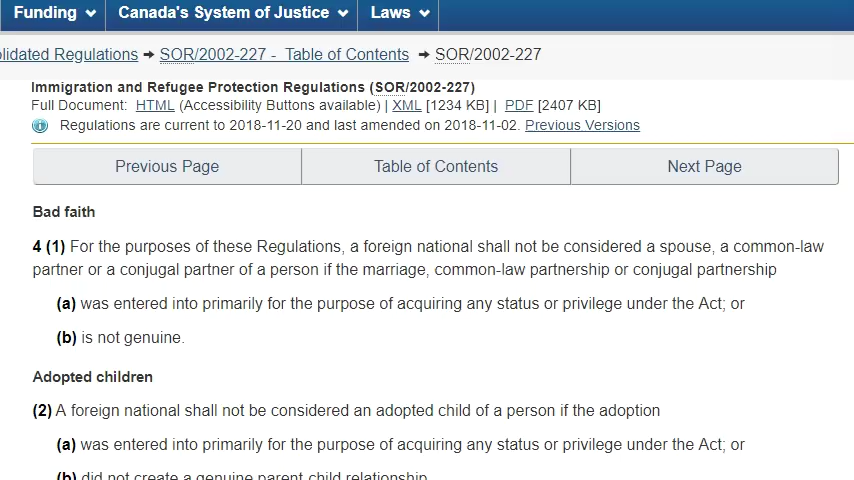 Funding Canada's System of Justice Laws
olidated Regulations → SOR/2002-227 - Table of Contents → SOR/2002-227
Immigration and Refugee Protection Regulations (SOR/2002-227)
Full Document: HTML (Accessibility Buttons available) | XML [1234 KB] | PDF [2407 KB]
Regulations are current to 2018-11-20 and last amended on 2018-11-02. Previous Versions
Previous Page Table of Contents Next Page
Bad faith
4 (1) For the purposes of these Regulations, a foreign national shall not be considered a spouse, a common-law
partner or a conjugal partner of a person if the marriage, common-law partnership or conjugal partnership
(a) was entered into primarily for the purpose of acquiring any status or privilege under the Act; or
(b) is not genuine.
Adopted children
(2) A foreign national shall not be considered an adopted child of a person if the adoption
(a) was entered into primarily for the purpose of acquiring any status or privilege under the Act; or
(b) did not create a genuine parent-child relationship.